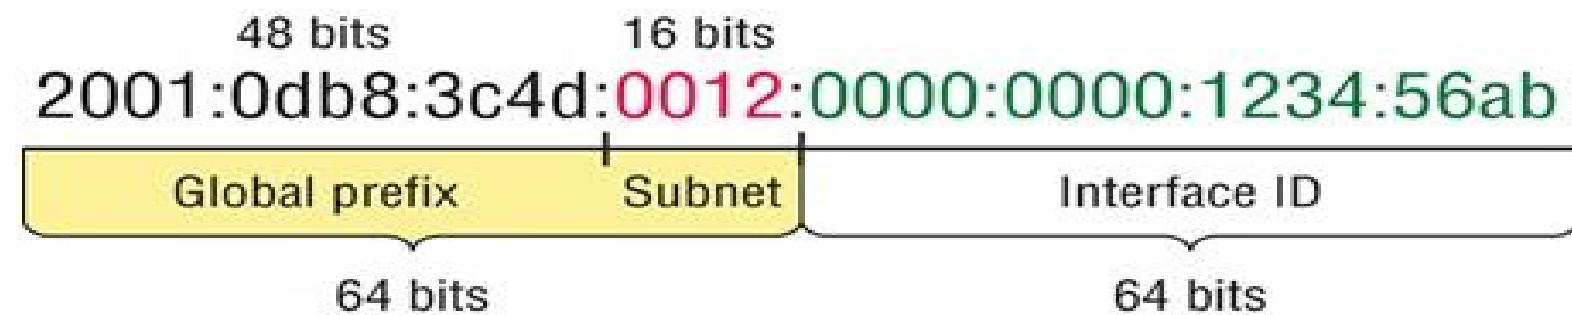 48 bits 16 bits
2001:0db8:3c4d:0012:0000:0000:1234:56ab
Global prefix Subnet Interface ID
64 bits 64 bits